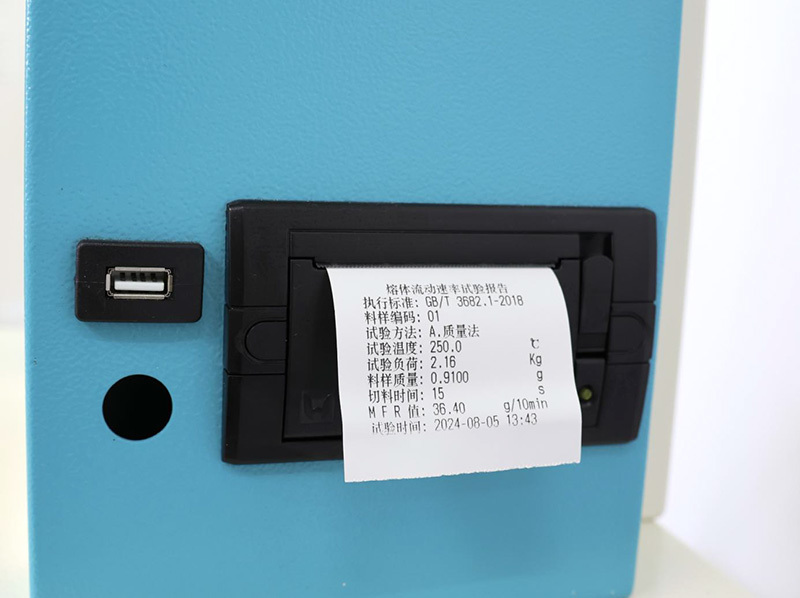 熔体流动速率试验报告
执行标准: GB/T 3682.1-2018
料样编码: 01
试验方法: A.质量法
试验温度: 250.0 ℃
试验负荷: 2.16 Kg
料样质量: 0.9100 g
切料时间: 15 s
MFR值: 36.40 g/10min
试验时间: 2024-08-05 13:43